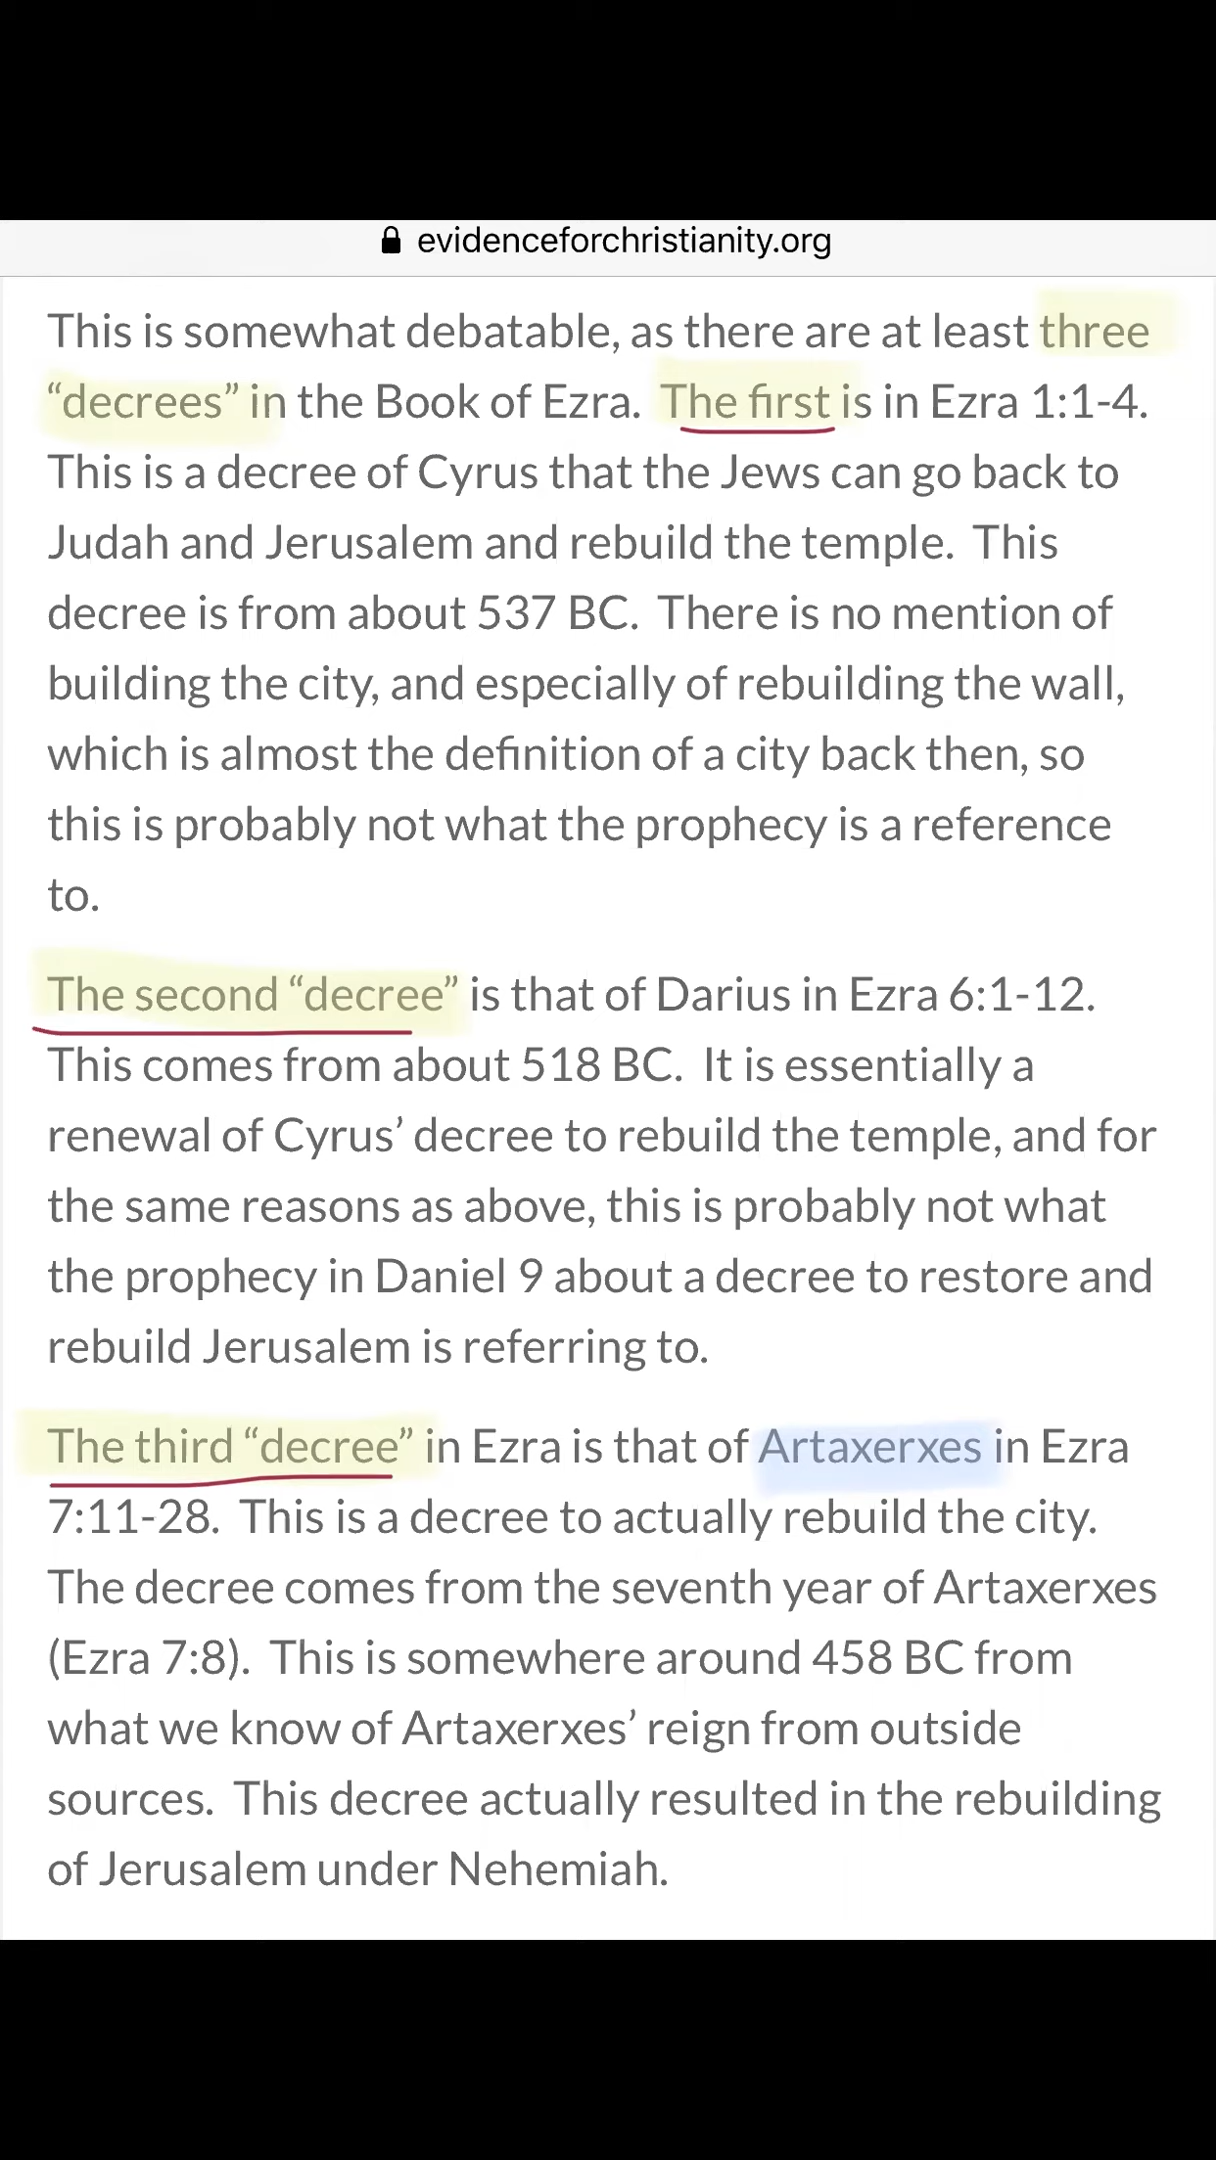 evidenceforchristianity.org
This is somewhat debatable, as there are at least three
“decrees” in the Book of Ezra.  The first is in Ezra 1:1-4.
This is a decree of Cyrus that the Jews can go back to
Judah and Jerusalem and rebuild the temple.  This
decree is from about 537 BC.  There is no mention of
building the city, and especially of rebuilding the wall,
which is almost the definition of a city back then, so
this is probably not what the prophecy is a reference
to.
The second “decree” is that of Darius in Ezra 6:1-12.
This comes from about 518 BC.  It is essentially a
renewal of Cyrus’ decree to rebuild the temple, and for
the same reasons as above, this is probably not what
the prophecy in Daniel 9 about a decree to restore and
rebuild Jerusalem is referring to.
The third “decree” in Ezra is that of Artaxerxes in Ezra
7:11-28.  This is a decree to actually rebuild the city.
The decree comes from the seventh year of Artaxerxes
(Ezra 7:8).  This is somewhere around 458 BC from
what we know of Artaxerxes’ reign from outside
sources.  This decree actually resulted in the rebuilding
of Jerusalem under Nehemiah.